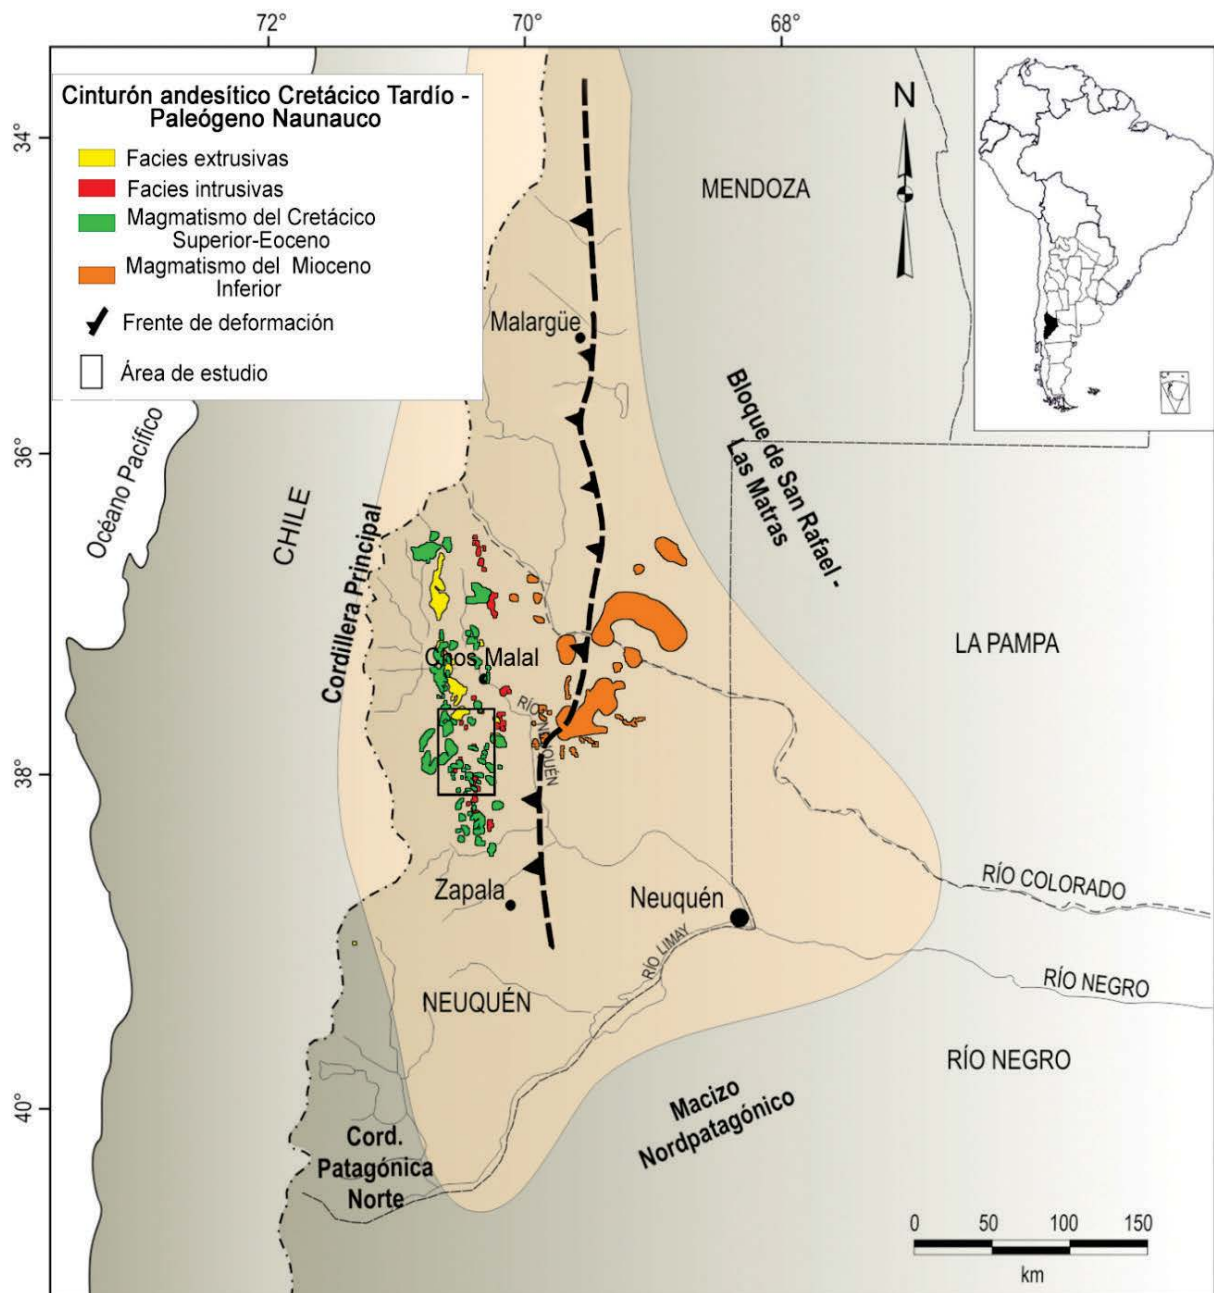 72°
70°
68°
34°
36°
38°
40°
Cinturón andesítico Cretácico Tardío -
Paleógeno Naunauco
Facies extrusivas
Facies intrusivas
Magmatismo del Cretácico
Superior-Eoceno
Magmatismo del Mioceno
Inferior
Frente de deformación
Área de estudio
N
MENDOZA
Malargüe
Océano Pacífico
CHILE
Cordillera Principal
Bloque de San Rafael -
Las Matras
LA PAMPA
Chos Malal
RÍO NEUQUÉN
Zapala
Neuquén
RÍO COLORADO
RÍO LIMAY
RÍO NEGRO
NEUQUÉN
RÍO NEGRO
Macizo
Nordpatagónico
Cord.
Patagónica
Norte
0 50 100 150
km